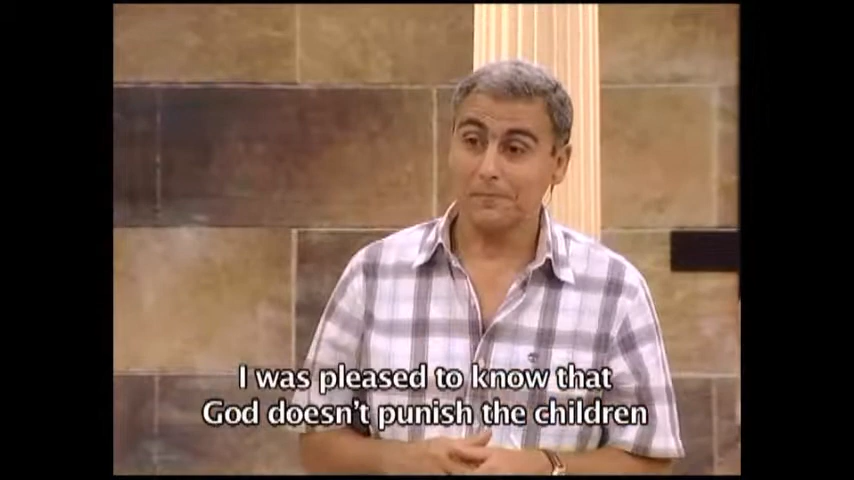 I was pleased to know that
God doesn't punish the children